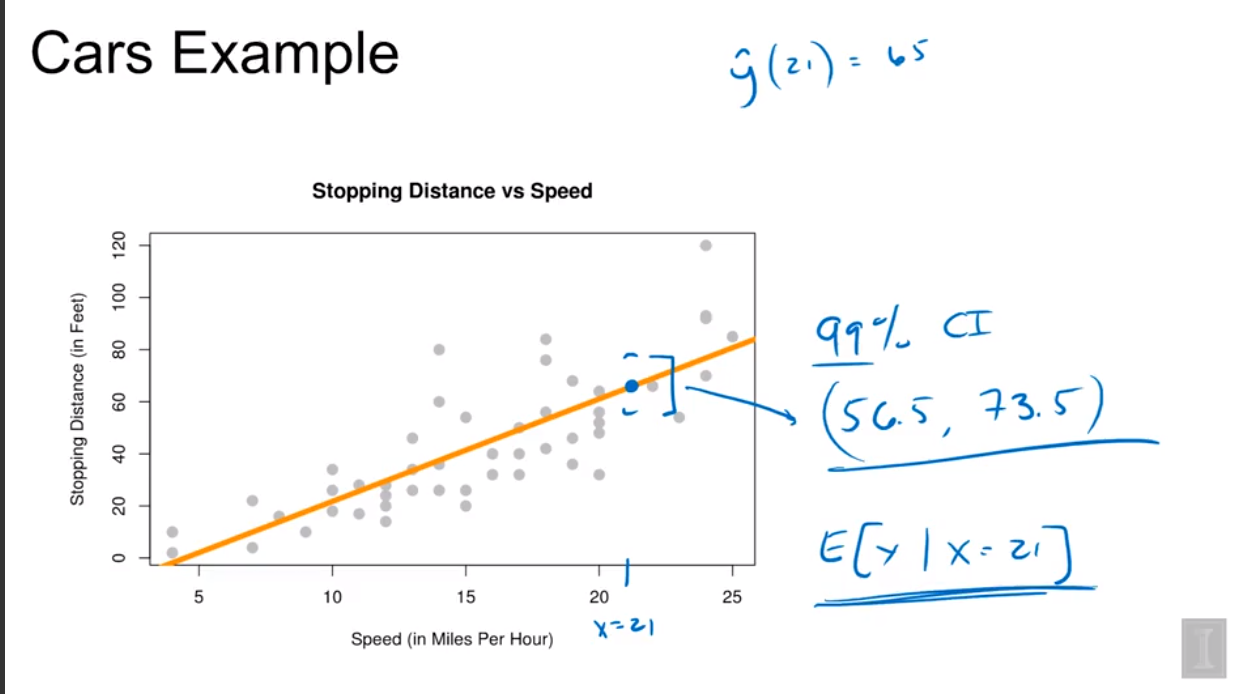 Cars Example
ŷ(21) = 65
Stopping Distance vs Speed
Stopping Distance (in Feet)
120
100
80
60
40
20
0
5 10 15 20 25
x=21
Speed (in Miles Per Hour)
99% CI
(56.5, 73.5)
E[Y | X = 21]
I